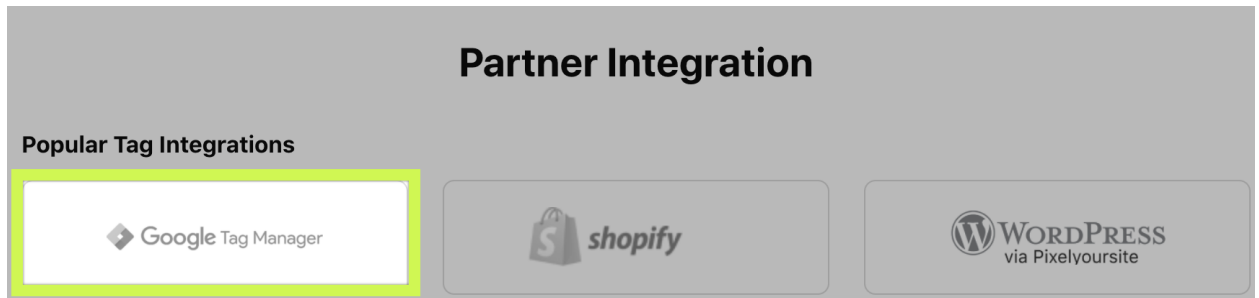 Partner Integration
Popular Tag Integrations
Google Tag Manager
shopify
WORDPRESS
via Pixelyoursite